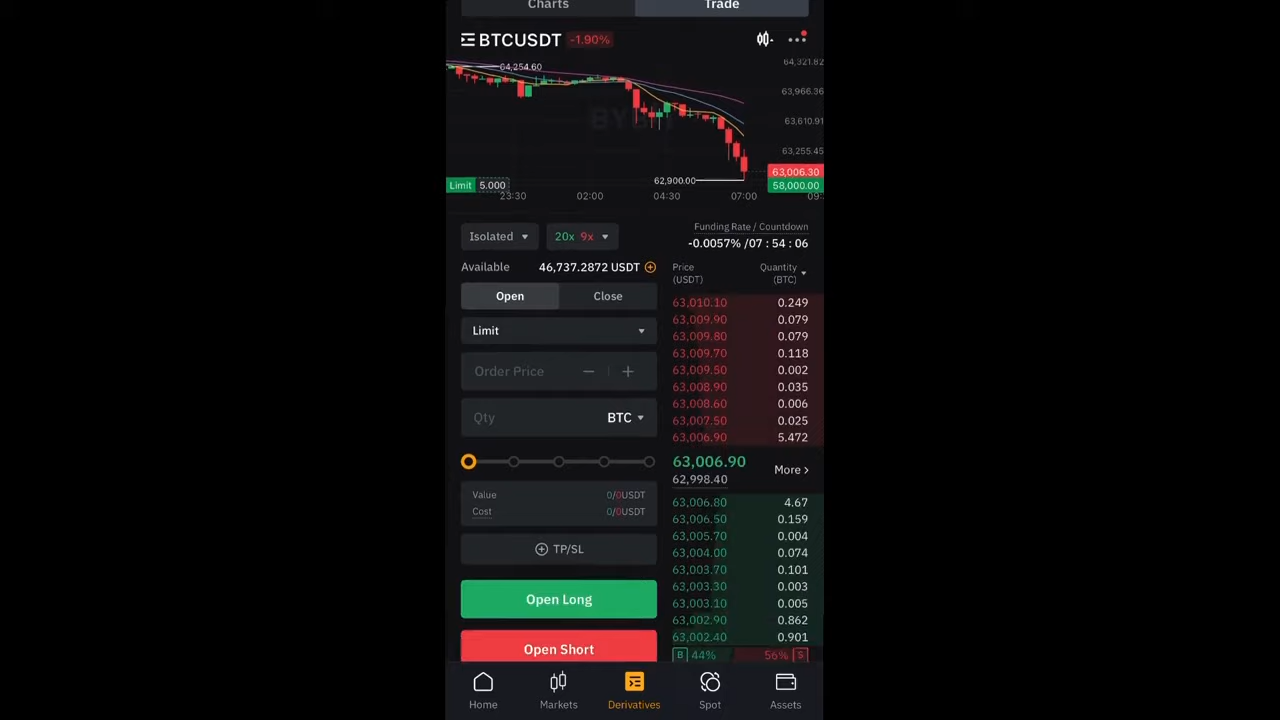 Charts Trade
BTCUSDT -1.90%
64,254.60
64,321.82
63,966.36
63,610.91
63,255.45
63,006.30
62,900.00
Limit 5.000
58,000.00
23:30 02:00 04:30 07:00
Isolated 20x 9x
Funding Rate / Countdown
-0.0057% /07 : 54 : 06
Available 46,737.2872 USDT
Open Close
Limit
Order Price
Qty BTC
Value 0/0USDT
Cost 0/0USDT
TP/SL
Open Long
Open Short
Price Quantity
(USDT) (BTC)
63,010.10 0.249
63,009.90 0.079
63,009.80 0.079
63,009.70 0.118
63,009.50 0.002
63,008.90 0.035
63,008.60 0.006
63,007.50 0.025
63,006.90 5.472
63,006.90
62,998.40
More
63,006.80 4.67
63,006.50 0.159
63,005.70 0.004
63,004.00 0.074
63,003.70 0.101
63,003.30 0.003
63,003.10 0.005
63,002.90 0.862
63,002.40 0.901
B 44% 56% S
Home Markets Derivatives Spot Assets